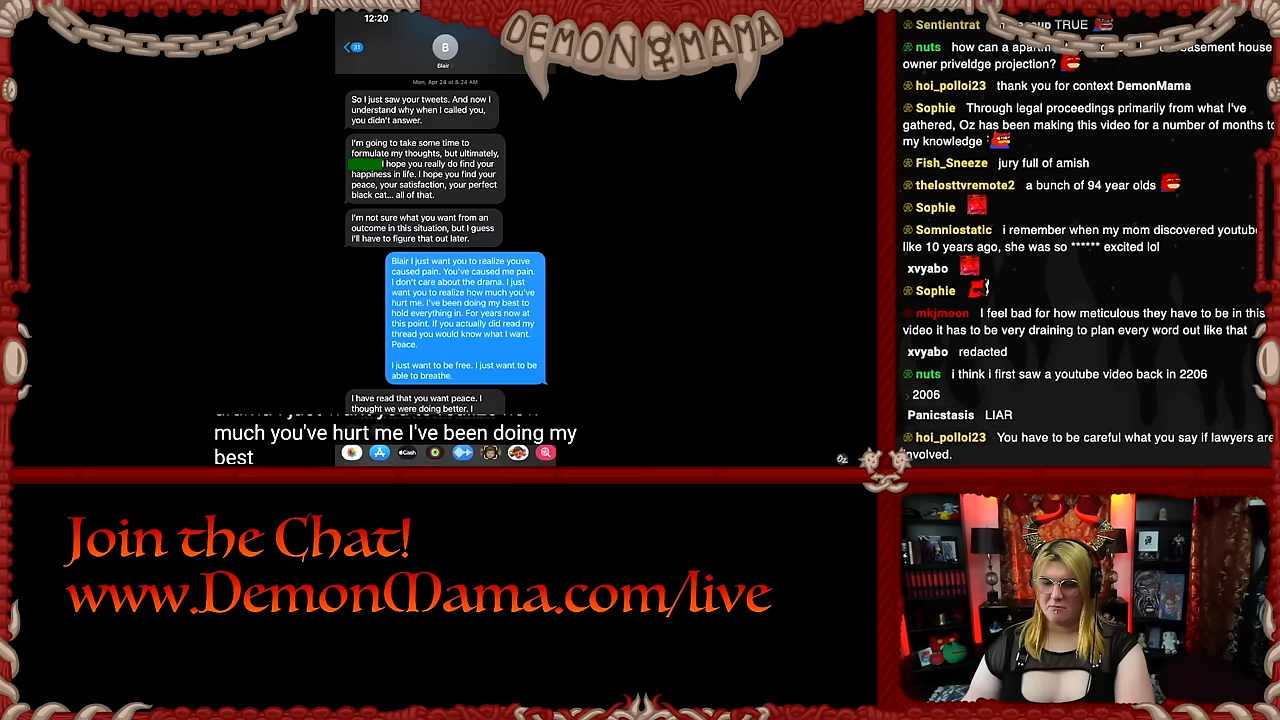 12:20
31
B
Blair
Mon, Apr 24 at 8:24 AM
So I just saw your tweets. And now I
understand why when I called you,
you didn't answer.
I'm going to take some time to
formulate my thoughts, but ultimately,
I hope you really do find your
happiness in life. I hope you find your
peace, your satisfaction, your perfect
black cat... all of that.
I'm not sure what you want from an
outcome in this situation, but I guess
i'll have to figure that out later.
Blair I just want you to realize youve
caused pain. You've caused me pain.
I don't care about the drama. I just
want you to realize how much you've
hurt me. I've been doing my best to
hold everything in. For years now at
this point. If you actually did read my
thread you would know what I want.
Peace.
I just want to be free. I just want to be
able to breathe.
I have read that you want peace. I
thought we were doing better. I
much you've hurt me I've been doing my
best
Cash
Oz
DEMON MAMA
Sentientrat TRUE
nuts how can a basement house
owner priveldge projection?
hoi_polloi23 thank you for context DemonMama
Sophie Through legal proceedings primarily from what I've
gathered, Oz has been making this video for a number of months to
my knowledge
Fish_Sneeze jury full of amish
thelosttvremote2 a bunch of 94 year olds
Sophie
Somniostatic i remember when my mom discovered youtube
like 10 years ago, she was so ****** excited lol
xvyabo
Sophie
mkjmoon I feel bad for how meticulous they have to be in this
video it has to be very draining to plan every word out like that
xvyabo redacted
nuts i think i first saw a youtube video back in 2206
2006
Panicstasis LIAR
hoi_polloi23 You have to be careful what you say if lawyers are
involved.
Join the Chat!
www.DemonMama.com/live